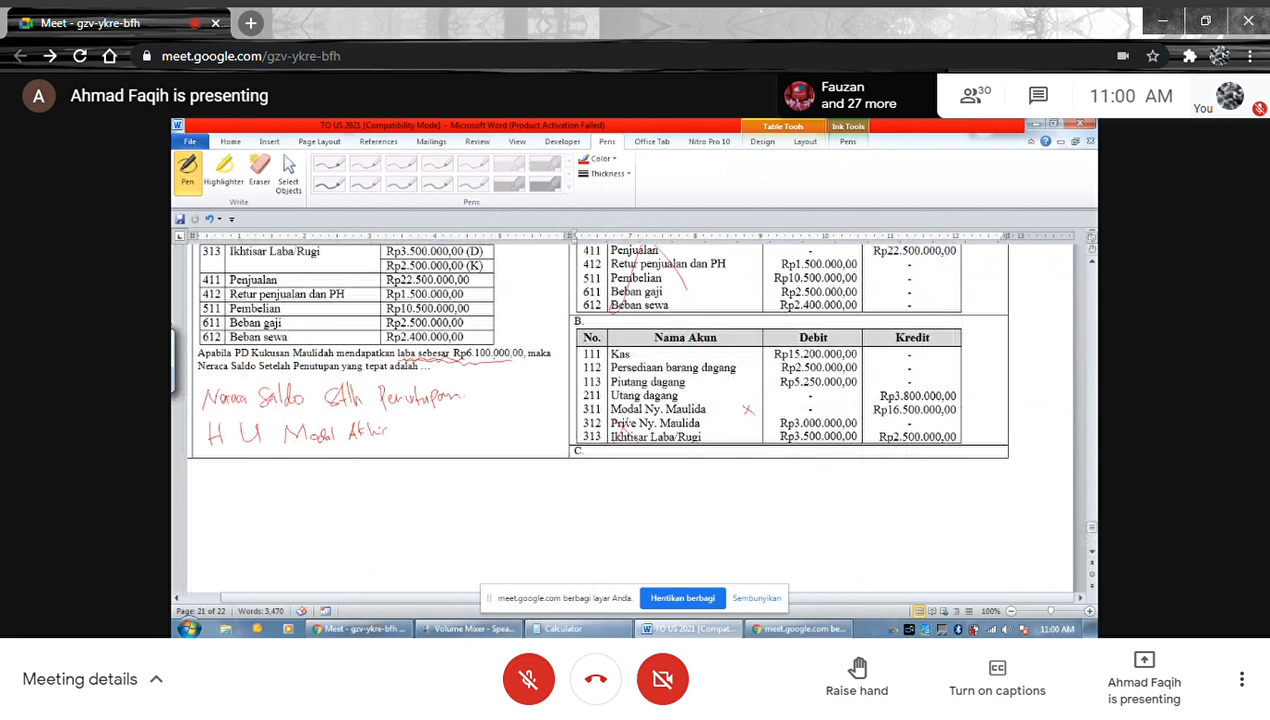 Meet - gzv-ykre-bfh
meet.google.com/gzv-ykre-bfh
A Ahmad Faqih is presenting
Fauzan
and 27 more
30
11:00 AM
You
TO US 2021 [Compatibility Mode] - Microsoft Word (Product Activation Failed)
Table Tools
Ink Tools
File Home Insert Page Layout References Mailings Review View Developer Pens Office Tab Nitro Pro 10 Design Layout Pens
Pen Highlighter Eraser Select Objects
Color
Thickness
Write
Pens
313 Ikhtisar Laba/Rugi Rp3.500.000,00 (D)
Rp2.500.000,00 (K)
411 Penjualan Rp22.500.000,00
412 Retur penjualan dan PH Rp1.500.000,00
511 Pembelian Rp10.500.000,00
611 Beban gaji Rp2.500.000,00
612 Beban sewa Rp2.400.000,00
Apabila PD Kukusan Maulidah mendapatkan laba sebesar Rp6.100.000,00, maka
Neraca Saldo Setelah Penutupan yang tepat adalah ...
Neraca Saldo Stlh Penutupan
H U Modal Akhir
411 Penjualan - Rp22.500.000,00
412 Retur penjualan dan PH Rp1.500.000,00 -
511 Pembelian Rp10.500.000,00 -
611 Beban gaji Rp2.500.000,00 -
612 Beban sewa Rp2.400.000,00 -
B.
No. Nama Akun Debit Kredit
111 Kas Rp15.200.000,00 -
112 Persediaan barang dagang Rp2.500.000,00 -
113 Piutang dagang Rp5.250.000,00 -
211 Utang dagang - Rp3.800.000,00
311 Modal Ny. Maulida - Rp16.500.000,00
312 Prive Ny. Maulida Rp3.000.000,00 -
313 Ikhtisar Laba/Rugi Rp3.500.000,00 Rp2.500.000,00
C.
meet.google.com berbagi layar Anda.
Hentikan berbagi
Sembunyikan
Page: 21 of 22 Words: 3,470
100%
Meet - gzv-ykre-bfh ...
Volume Mixer - Spea...
Calculator
TO US 2021 [Compat...
meet.google.com be...
11:00 AM
Meeting details
Raise hand
Turn on captions
Ahmad Faqih
is presenting